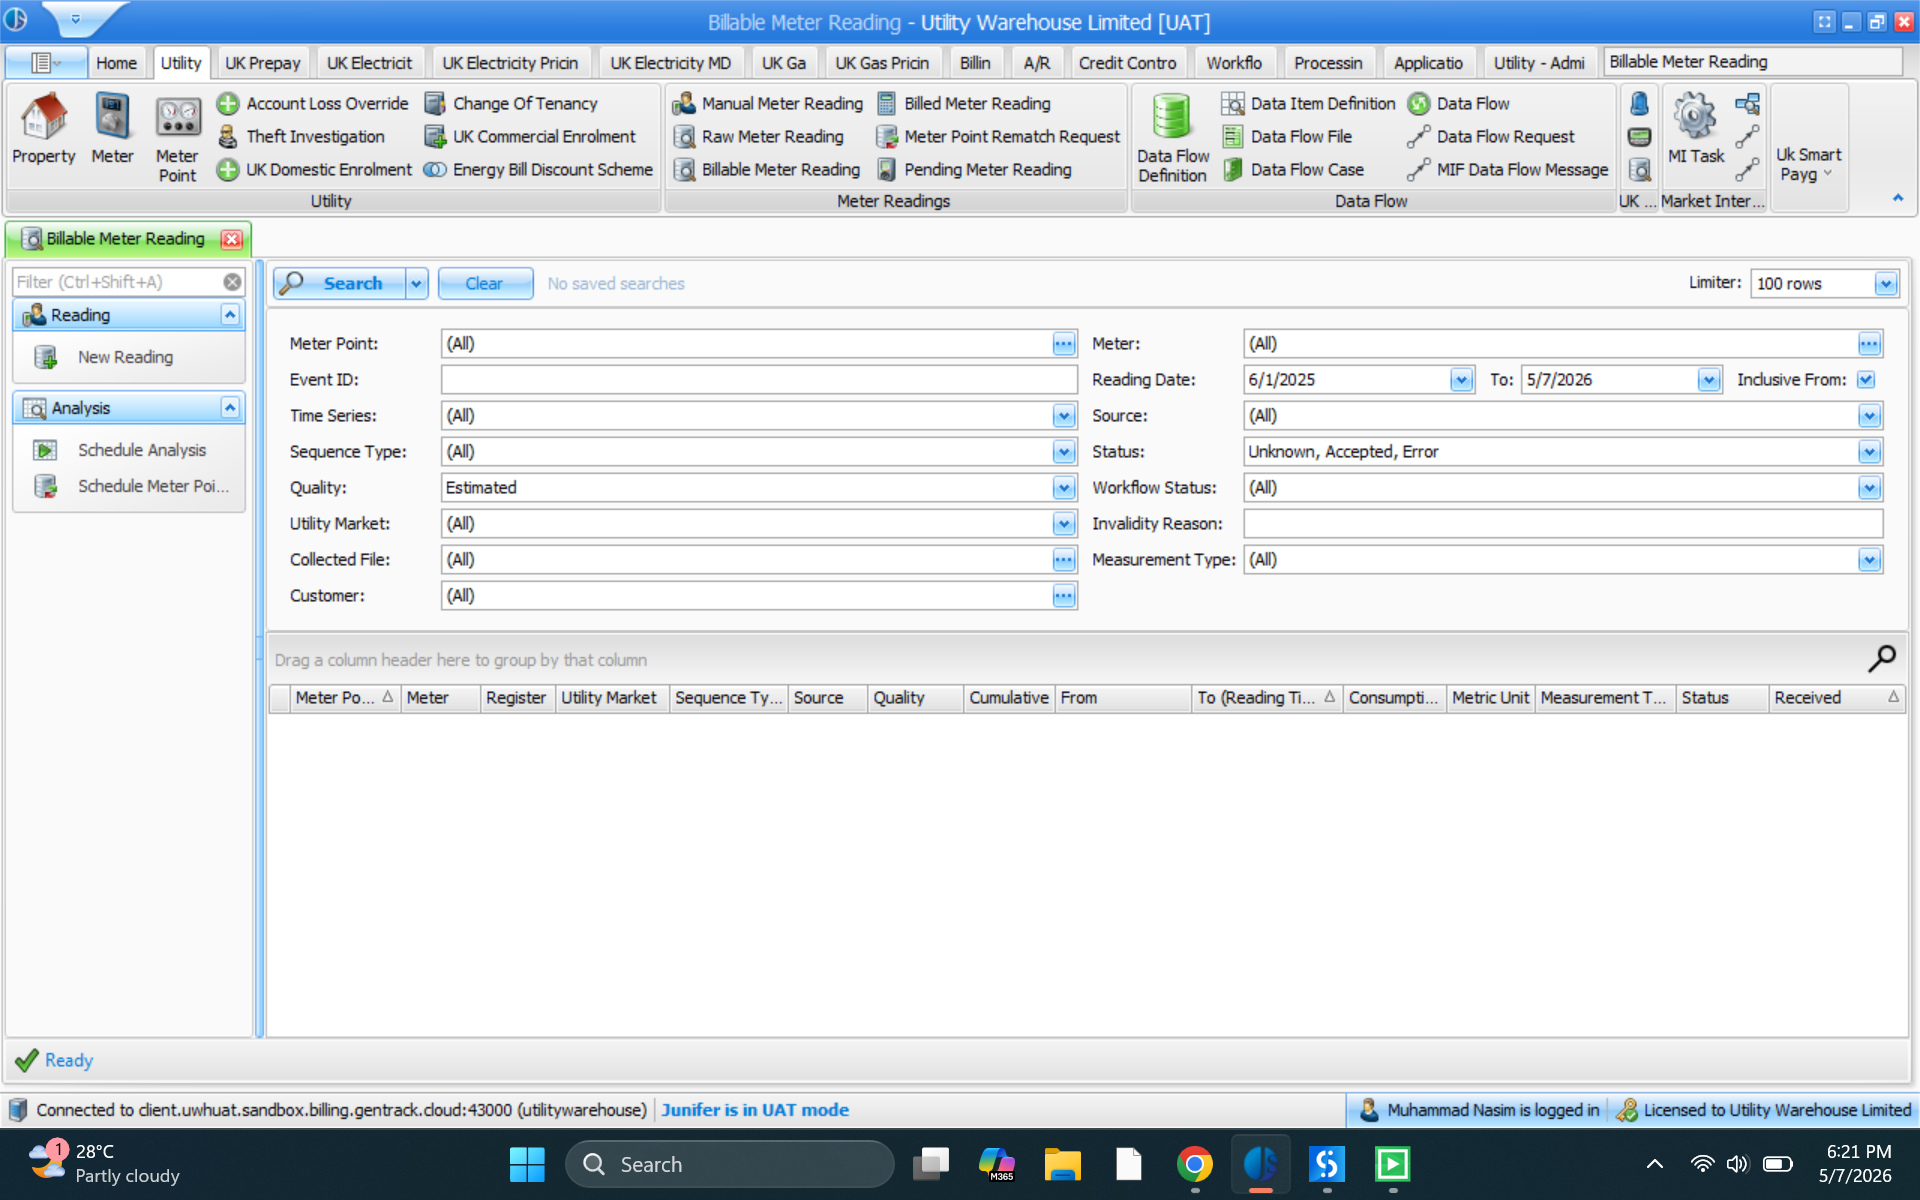 Billable Meter Reading - Utility Warehouse Limited [UAT]
Home Utility UK Prepay UK Electricit UK Electricity Pricin UK Electricity MD UK Ga UK Gas Pricin Billin A/R Credit Contro Workflo Processin Applicatio Utility - Admi Billable Meter Reading
Property
Meter
Meter Point
Account Loss Override
Theft Investigation
UK Domestic Enrolment
Change Of Tenancy
UK Commercial Enrolment
Energy Bill Discount Scheme
Utility
Manual Meter Reading
Raw Meter Reading
Billable Meter Reading
Billed Meter Reading
Meter Point Rematch Request
Pending Meter Reading
Meter Readings
Data Flow Definition
Data Item Definition
Data Flow File
Data Flow Case
Data Flow
Data Flow Request
MIF Data Flow Message
Data Flow
UK ...
MI Task
Market Inter...
Uk Smart Payg
Billable Meter Reading
Filter (Ctrl+Shift+A)
Reading
New Reading
Analysis
Schedule Analysis
Schedule Meter Poi...
Search Clear No saved searches Limiter: 100 rows
Meter Point: (All) Meter: (All)
Event ID: Reading Date: 6/1/2025 To: 5/7/2026 Inclusive From:
Time Series: (All) Source: (All)
Sequence Type: (All) Status: Unknown, Accepted, Error
Quality: Estimated Workflow Status: (All)
Utility Market: (All) Invalidity Reason:
Collected File: (All) Measurement Type: (All)
Customer: (All)
Drag a column header here to group by that column
Meter Po... Meter Register Utility Market Sequence Ty... Source Quality Cumulative From To (Reading Ti... Consumpti... Metric Unit Measurement T... Status Received
Ready
Connected to client.uwhuat.sandbox.billing.gentrack.cloud:43000 (utilitywarehouse) Junifer is in UAT mode Muhammad Nasim is logged in Licensed to Utility Warehouse Limited
1 28°C
Partly cloudy
Search
M365
6:21 PM
5/7/2026